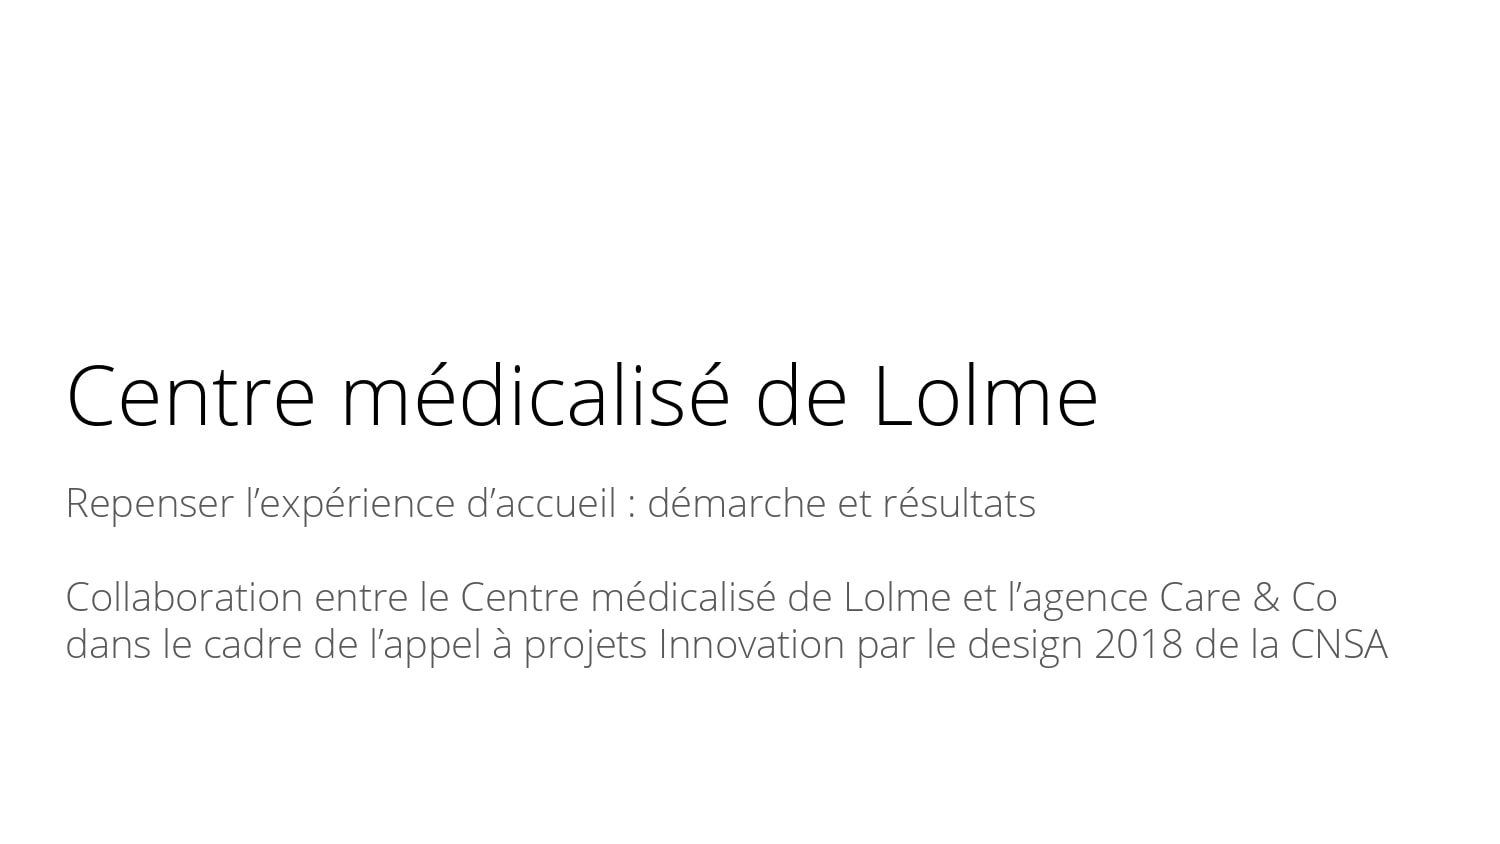 Centre médicalisé de Lolme
Repenser l’expérience d’accueil : démarche et résultats
Collaboration entre le Centre médicalisé de Lolme et l’agence Care & Co
dans le cadre de l’appel à projets Innovation par le design 2018 de la CNSA